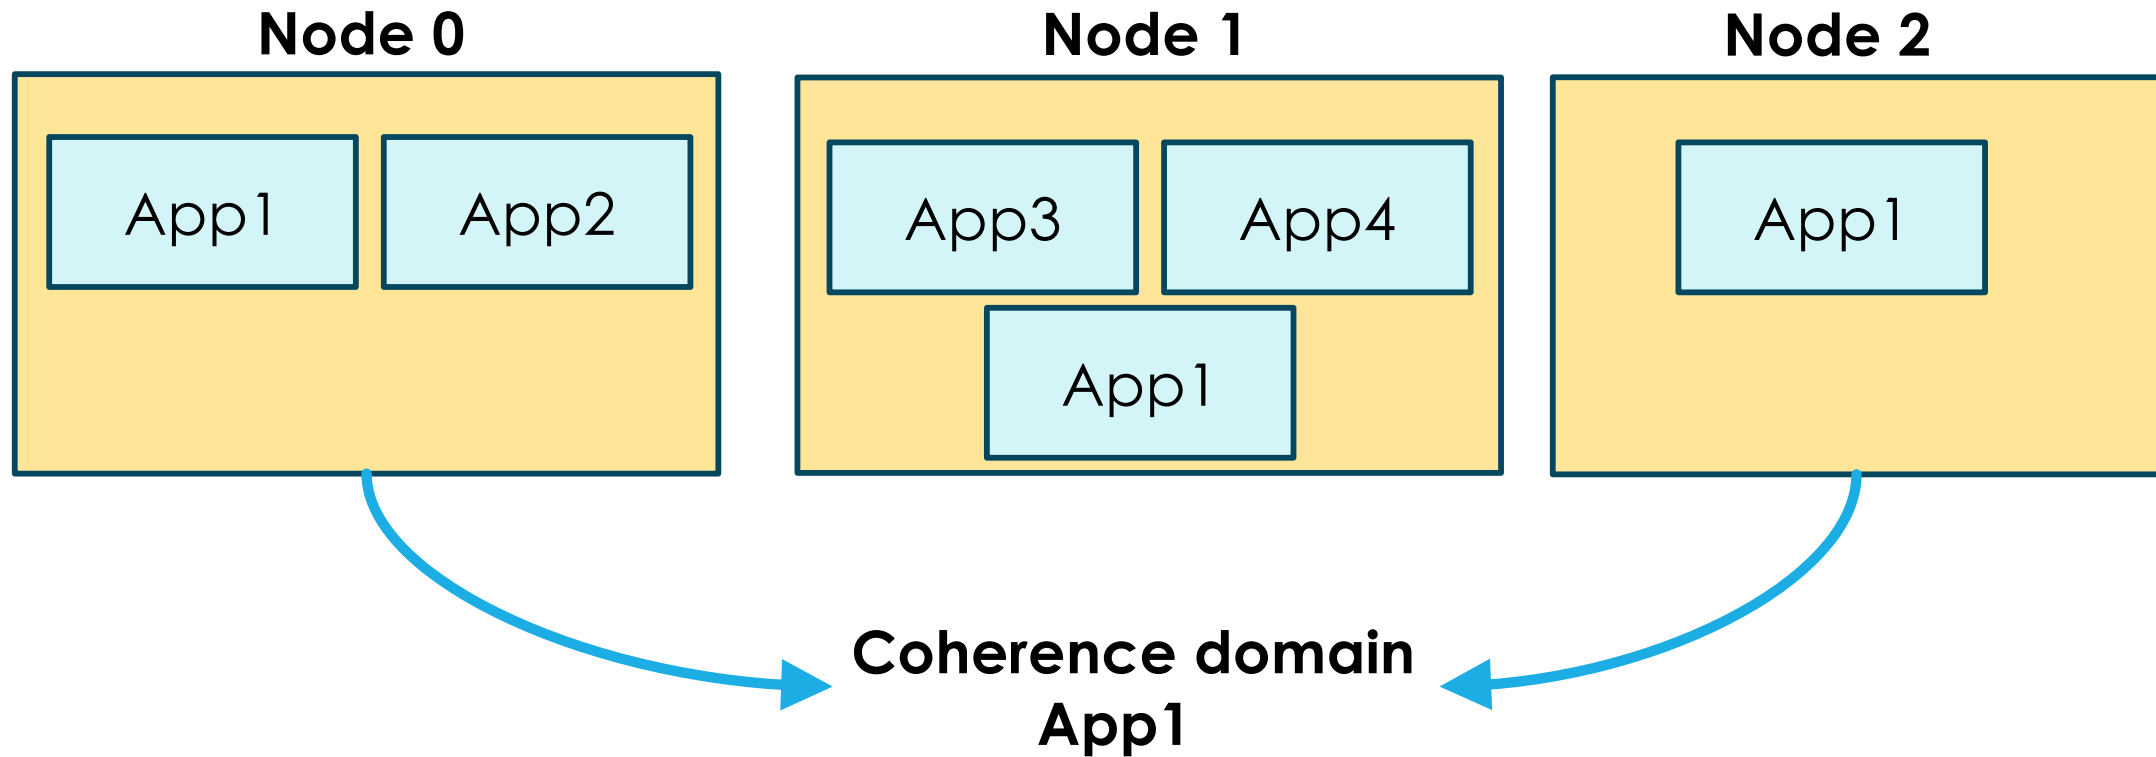 Node 0
Node 1
Node 2
App1
App2
App3
App4
App1
App1
Coherence domain
App1